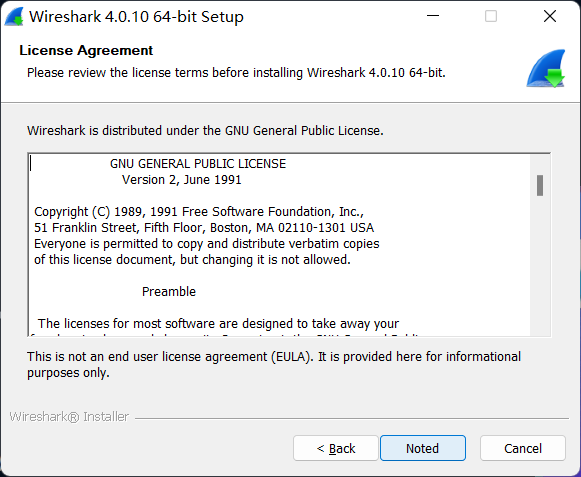 Wireshark 4.0.10 64-bit Setup
License Agreement
Please review the license terms before installing Wireshark 4.0.10 64-bit.
Wireshark is distributed under the GNU General Public License.
GNU GENERAL PUBLIC LICENSE
Version 2, June 1991
Copyright (C) 1989, 1991 Free Software Foundation, Inc.,
51 Franklin Street, Fifth Floor, Boston, MA 02110-1301 USA
Everyone is permitted to copy and distribute verbatim copies
of this license document, but changing it is not allowed.
Preamble
The licenses for most software are designed to take away your
This is not an end user license agreement (EULA). It is provided here for informational
purposes only.
Wireshark® Installer
< Back
Noted
Cancel